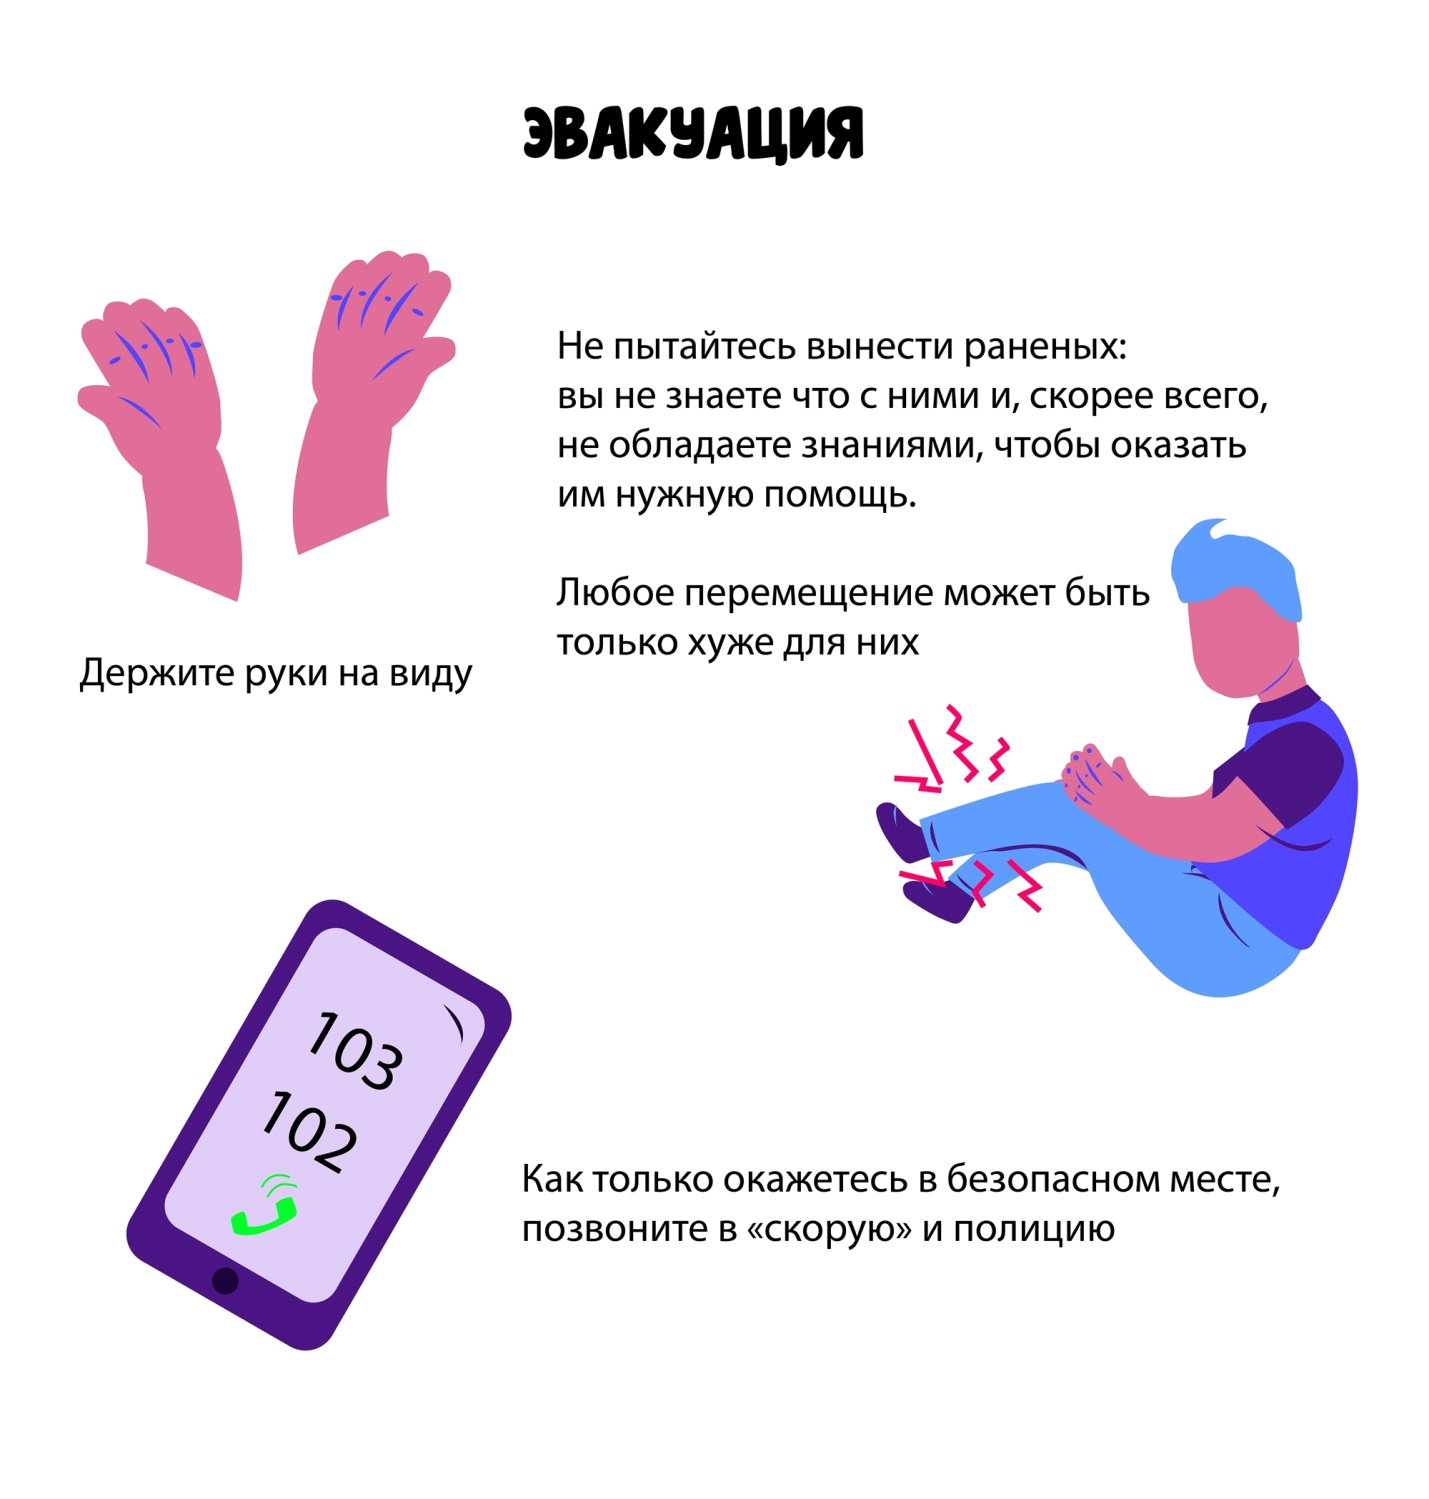 ЭВАКУАЦИЯ
Не пытайтесь вынести раненых:
вы не знаете что с ними и, скорее всего,
не обладаете знаниями, чтобы оказать
им нужную помощь.
Любое перемещение может быть
только хуже для них
Держите руки на виду
103
102
Как только окажетесь в безопасном месте,
позвоните в «скорую» и полицию